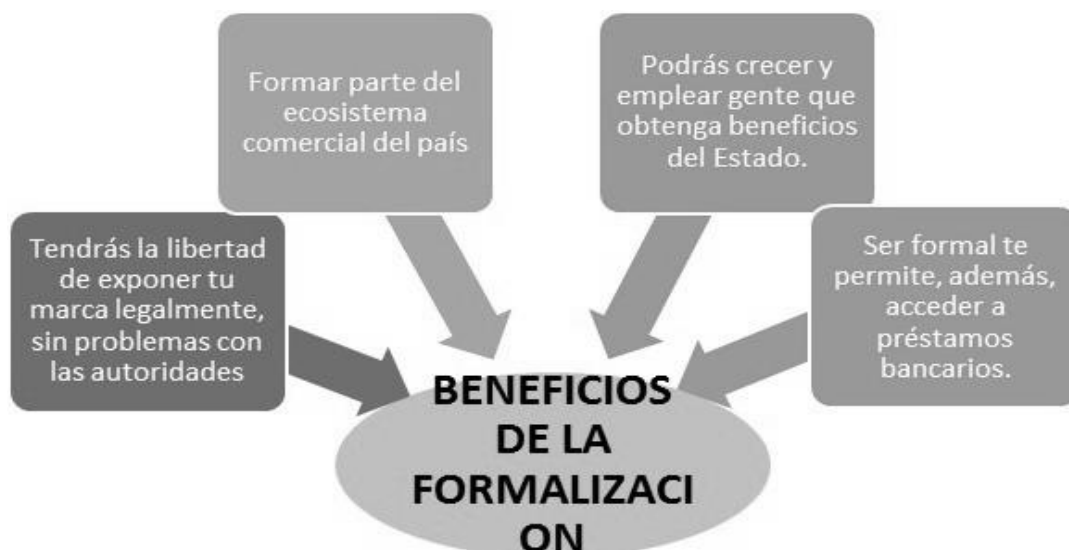 Tendrás la libertad
de exponer tu
marca legalmente,
sin problemas con
las autoridades
Formar parte del
ecosistema
comercial del país
Podrás crecer y
emplear gente que
obtenga beneficios
del Estado.
Ser formal te
permite, además,
acceder a
préstamos
bancarios.
BENEFICIOS
DE LA
FORMALIZACI
ON